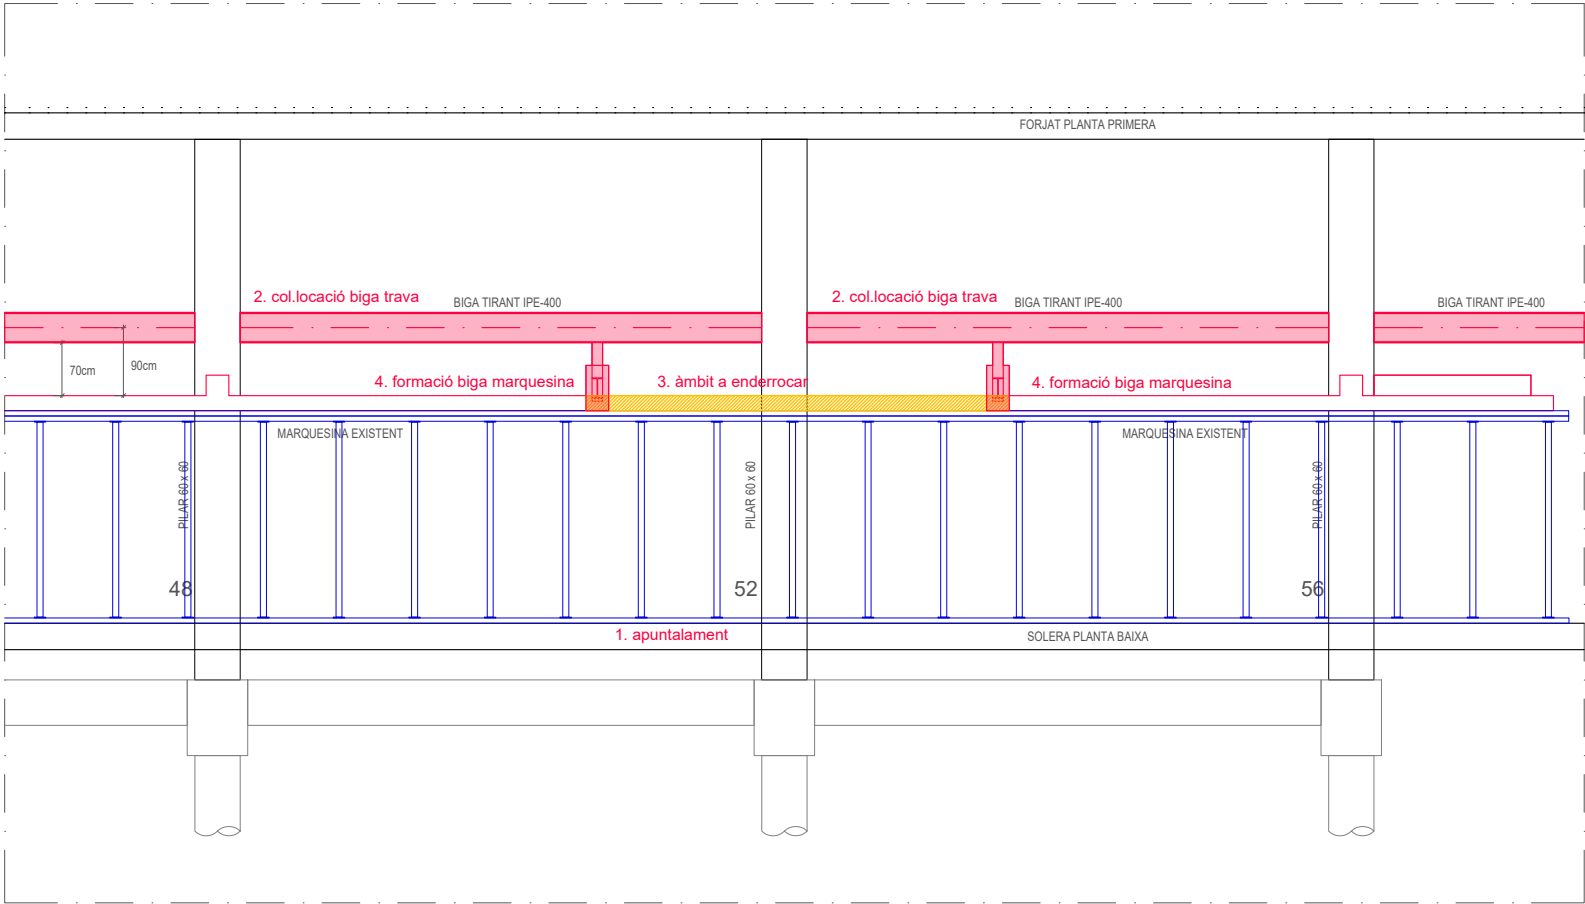 FORJAT PLANTA PRIMERA
2. col.locació biga trava
BIGA TIRANT IPE-400
2. col.locació biga trava
BIGA TIRANT IPE-400
BIGA TIRANT IPE-400
70cm
90cm
4. formació biga marquesina
3. àmbit a enderrocar
4. formació biga marquesina
MARQUESINA EXISTENT
MARQUESINA EXISTENT
PILAR 60 x 60
PILAR 60 x 60
PILAR 60 x 60
48
52
56
1. apuntalament
SOLERA PLANTA BAIXA